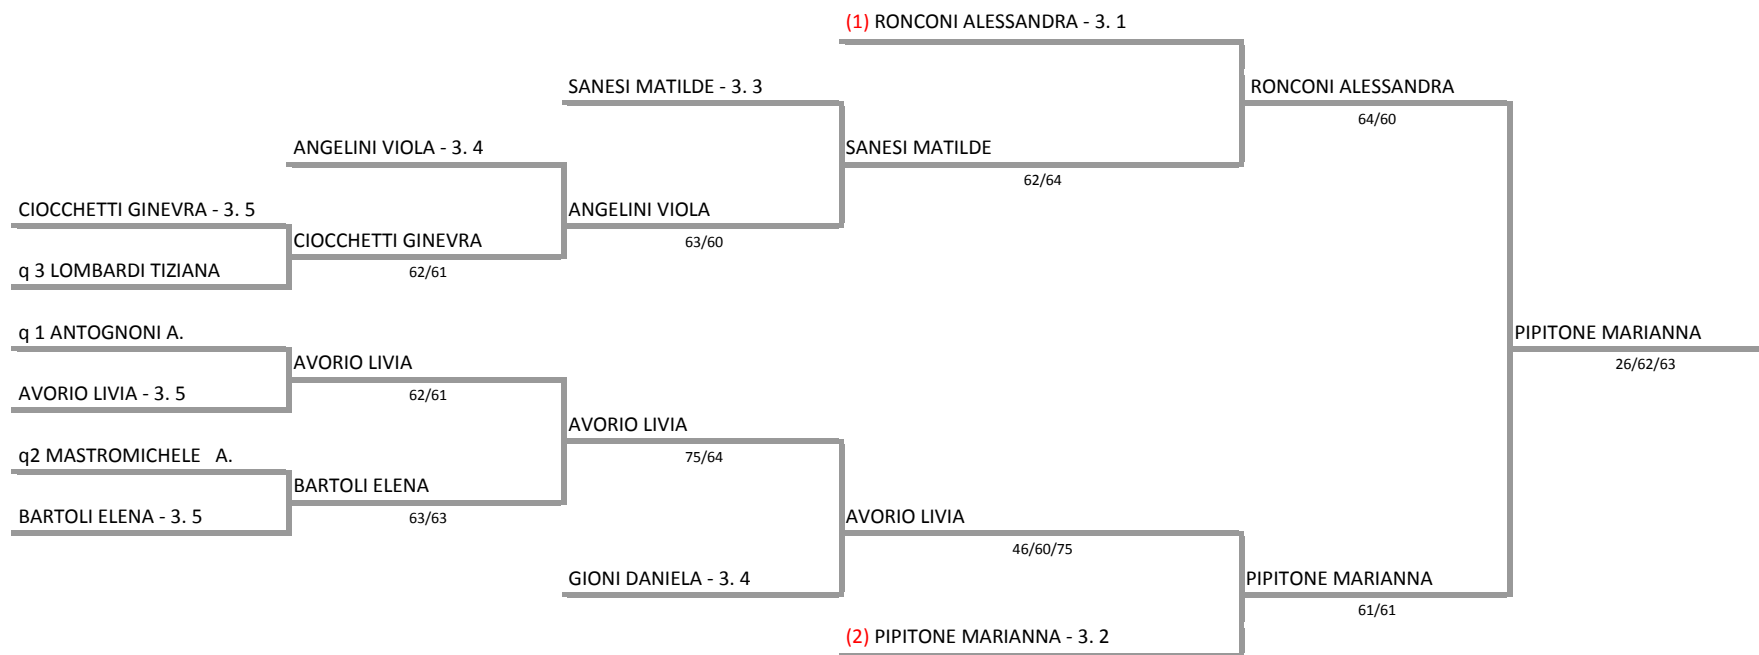 (1) RONCONI ALESSANDRA - 3. 1
SANESI MATILDE - 3. 3
RONCONI ALESSANDRA
64/60
ANGELINI VIOLA - 3. 4
SANESI MATILDE
62/64
CIOCCHETTI GINEVRA - 3. 5
ANGELINI VIOLA
63/60
CIOCCHETTI GINEVRA
62/61
q 3 LOMBARDI TIZIANA
q 1 ANTOGNONI A.
PIPITONE MARIANNA
26/62/63
AVORIO LIVIA
62/61
AVORIO LIVIA - 3. 5
AVORIO LIVIA
75/64
q2 MASTROMICHELE A.
BARTOLI ELENA
63/63
BARTOLI ELENA - 3. 5
AVORIO LIVIA
46/60/75
GIONI DANIELA - 3. 4
PIPITONE MARIANNA
61/61
(2) PIPITONE MARIANNA - 3. 2